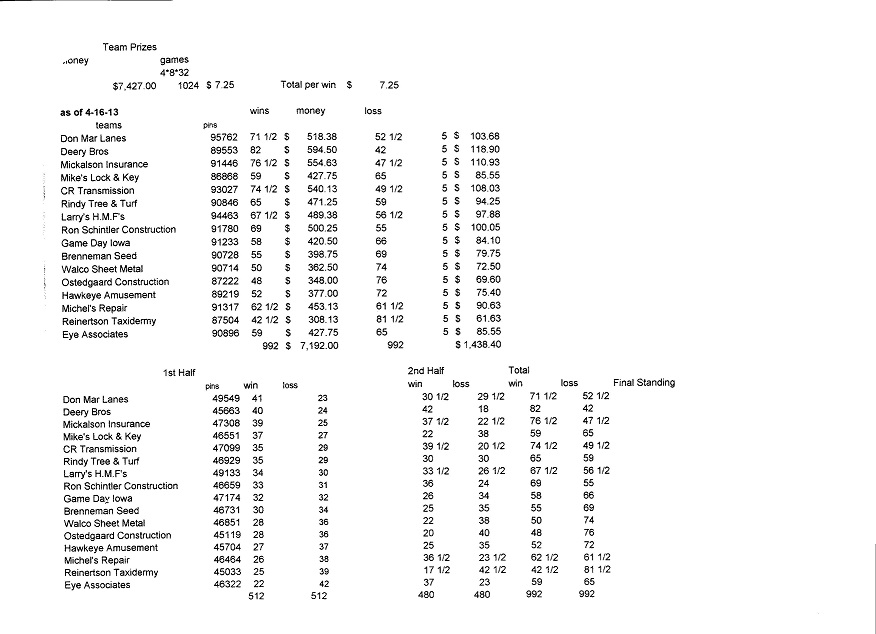 Team Prizes
games
4*8*32
$7,427.00 1024 $ 7.25 Total per win $ 7.25
as of 4-16-13 wins money loss
teams pins
Don Mar Lanes 95762 71 1/2 $ 518.38 52 1/2 5 $ 103.68
Deery Bros 89553 82 $ 594.50 42 5 $ 118.90
Mickalson Insurance 91446 76 1/2 $ 554.63 47 1/2 5 $ 110.93
Mike's Lock & Key 86868 59 $ 427.75 65 5 $ 85.55
CR Transmission 93027 74 1/2 $ 540.13 49 1/2 5 $ 108.03
Rindy Tree & Turf 90846 65 $ 471.25 59 5 $ 94.25
Larry's H.M.F's 94463 67 1/2 $ 489.38 56 1/2 5 $ 97.88
Ron Schintler Construction 91780 69 $ 500.25 55 5 $ 100.05
Game Day Iowa 91233 58 $ 420.50 66 5 $ 84.10
Brenneman Seed 90728 55 $ 398.75 69 5 $ 79.75
Walco Sheet Metal 90714 50 $ 362.50 74 5 $ 72.50
Ostedgaard Construction 87222 48 $ 348.00 76 5 $ 69.60
Hawkeye Amusement 89219 52 $ 377.00 72 5 $ 75.40
Michel's Repair 91317 62 1/2 $ 453.13 61 1/2 5 $ 90.63
Reinertson Taxidermy 87504 42 1/2 $ 308.13 81 1/2 5 $ 61.63
Eye Associates 90896 59 $ 427.75 65 5 $ 85.55
992 $ 7,192.00 992 $ 1,438.40
1st Half 2nd Half Total
pins win loss win loss win loss Final Standing
Don Mar Lanes 49549 41 23 30 1/2 29 1/2 71 1/2 52 1/2
Deery Bros 45663 40 24 42 18 82 42
Mickalson Insurance 47308 39 25 37 1/2 22 1/2 76 1/2 47 1/2
Mike's Lock & Key 46551 37 27 22 38 59 65
CR Transmission 47099 35 29 39 1/2 20 1/2 74 1/2 49 1/2
Rindy Tree & Turf 46929 35 29 30 30 65 59
Larry's H.M.F's 49133 34 30 33 1/2 26 1/2 67 1/2 56 1/2
Ron Schintler Construction 46659 33 31 36 24 69 55
Game Day Iowa 47174 32 32 26 34 58 66
Brenneman Seed 46731 30 34 25 35 55 69
Walco Sheet Metal 46851 28 36 22 38 50 74
Ostedgaard Construction 45119 28 36 20 40 48 76
Hawkeye Amusement 45704 27 37 25 35 52 72
Michel's Repair 46464 26 38 36 1/2 23 1/2 62 1/2 61 1/2
Reinertson Taxidermy 45033 25 39 17 1/2 42 1/2 42 1/2 81 1/2
Eye Associates 46322 22 42 37 23 59 65
512 512 480 480 992 992